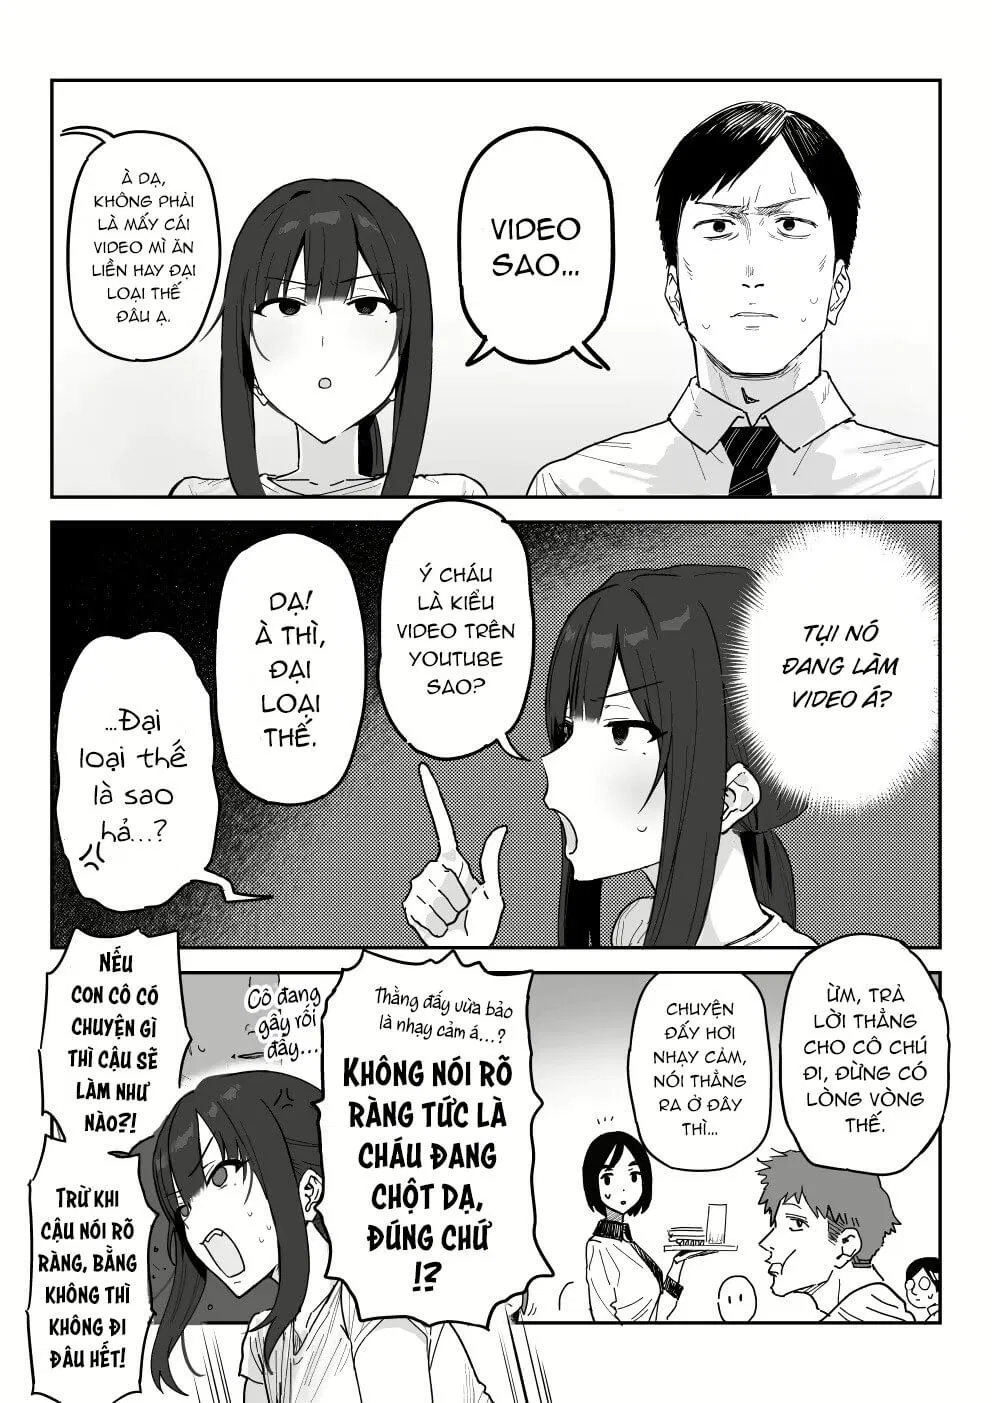 VIDEO
SAO...
À DẠ,
KHÔNG PHẢI
LÀ MẤY CÁI
VIDEO MÌ ĂN
LIỀN HAY ĐẠI
LOẠI THẾ
ĐÂU Ạ.
TỤI NÓ
ĐANG LÀM
VIDEO Á?
Ý CHÁU
LÀ KIỂU
VIDEO TRÊN
YOUTUBE
SAO?
DẠ!
À THÌ,
ĐẠI
LOẠI
THẾ.
...Đại
loại thế
là sao
hả...?
ỪM, TRẢ
LỜI THẲNG
CHO CÔ CHÚ
ĐI, ĐỪNG CÓ
LÒNG VÒNG
THẾ.
CHUYỆN
ĐẤY HƠI
NHẠY CẢM,
NÓI THẲNG
RA Ở ĐÂY
THÌ...
Thằng đấy vừa bảo
là nhạy cảm á...?
KHÔNG NÓI RÕ
RÀNG TỨC LÀ
CHÁU ĐANG
CHỘT DẠ,
ĐÚNG CHỨ
!?
Cô đang
gây rối
đấy...
NẾU
CON CÔ CÓ
CHUYỆN GÌ
THÌ CẬU SẼ
LÀM NHƯ
NÀO?!
TRỪ KHI
CẬU NÓI RÕ
RÀNG, BẰNG
KHÔNG THÌ
KHÔNG ĐI
ĐÂU HẾT!